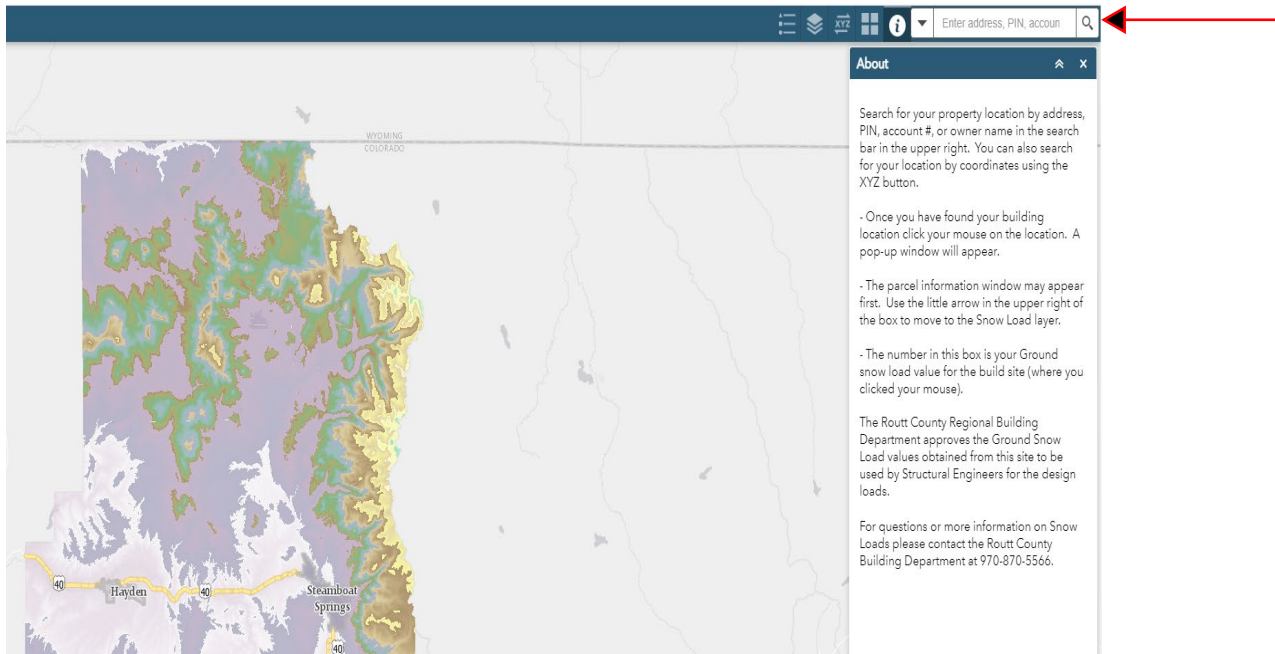 XYZ
i
Enter address, PIN, accoun
About
Search for your property location by address,
PIN, account #, or owner name in the search
bar in the upper right.  You can also search
for your location by coordinates using the
XYZ button.
- Once you have found your building
location click your mouse on the location.  A
pop-up window will appear.
- The parcel information window may appear
first.  Use the little arrow in the upper right of
the box to move to the Snow Load layer.
- The number in this box is your Ground
snow load value for the build site (where you
clicked your mouse).
The Routt County Regional Building
Department approves the Ground Snow
Load values obtained from this site to be
used by Structural Engineers for the design
loads.
For questions or more information on Snow
Loads please contact the Routt County
Building Department at 970-870-5566.
WYOMING
COLORADO
40
Hayden
40
Steamboat
Springs
40